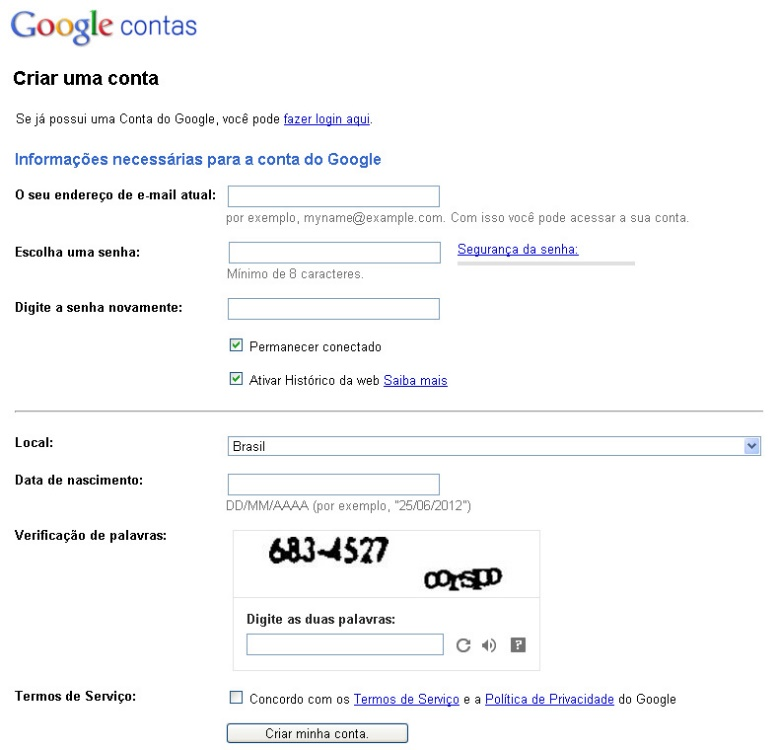 Google contas
Criar uma conta
Se já possui uma Conta do Google, você pode fazer login aqui.
Informações necessárias para a conta do Google
O seu endereço de e-mail atual:
por exemplo, myname@example.com. Com isso você pode acessar a sua conta.
Escolha uma senha: Segurança da senha:
Mínimo de 8 caracteres.
Digite a senha novamente:
Permanecer conectado
Ativar Histórico da web Saiba mais
Local: Brasil
Data de nascimento:
DD/MM/AAAA (por exemplo, "25/06/2012")
Verificação de palavras:
683-4527
Digite as duas palavras:
Termos de Serviço: Concordo com os Termos de Serviço e a Política de Privacidade do Google
Criar minha conta.